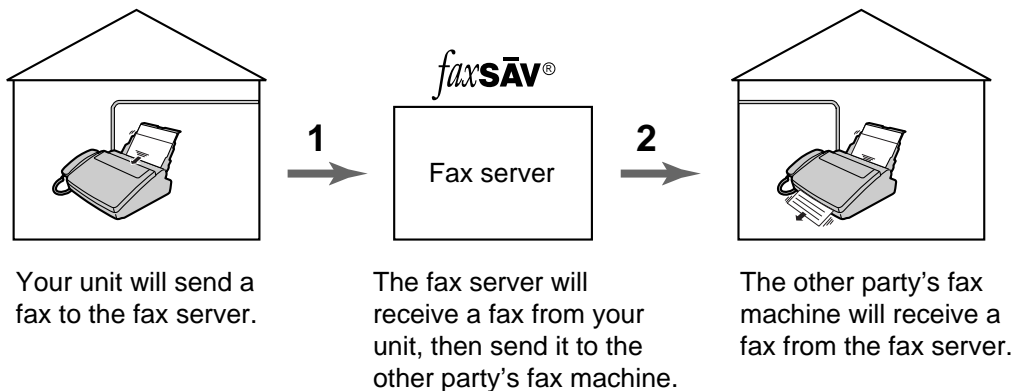 faxSĀV®
1
Fax server
2
Your unit will send a
fax to the fax server.
The fax server will
receive a fax from your
unit, then send it to the
other party’s fax machine.
The other party’s fax
machine will receive a
fax from the fax server.